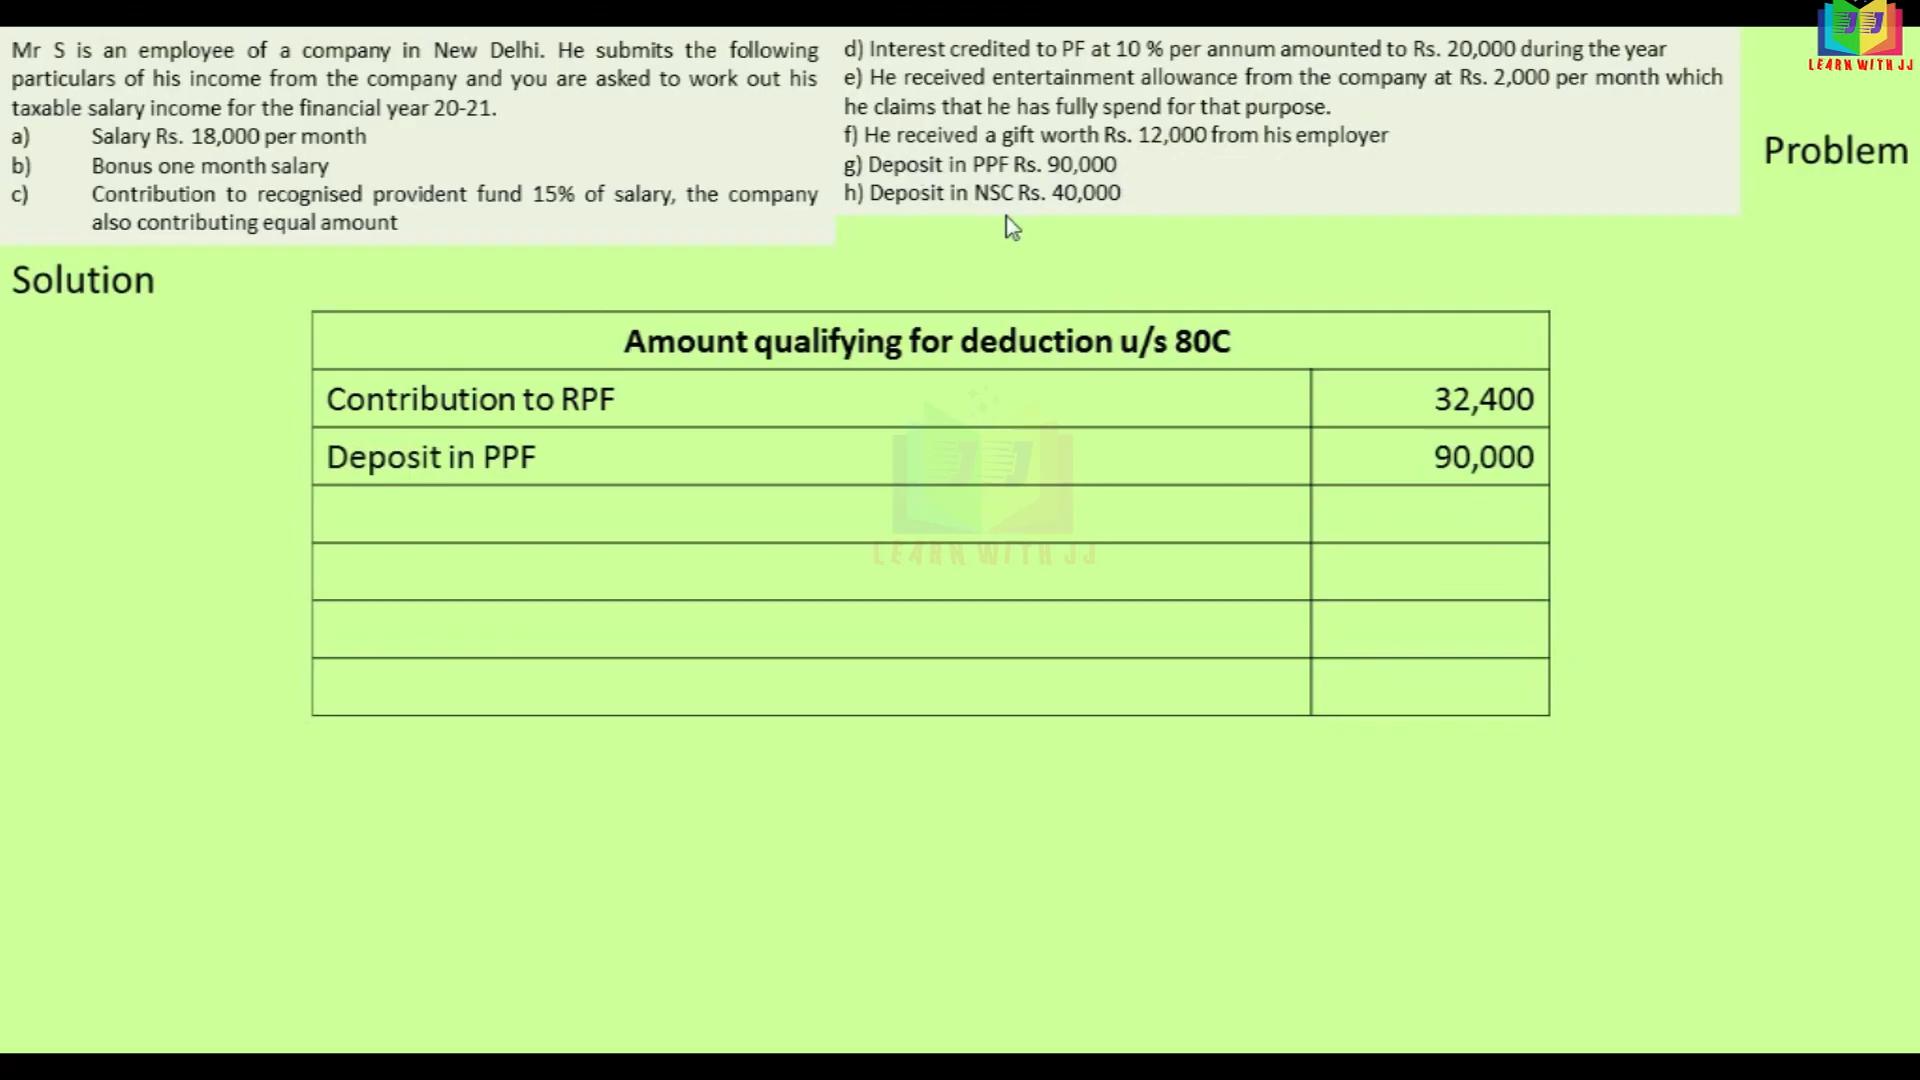 Mr S is an employee of a company in New Delhi. He submits the following
particulars of his income from the company and you are asked to work out his
taxable salary income for the financial year 20-21.
a) Salary Rs. 18,000 per month
b) Bonus one month salary
c) Contribution to recognised provident fund 15% of salary, the company
also contributing equal amount
d) Interest credited to PF at 10 % per annum amounted to Rs. 20,000 during the year
e) He received entertainment allowance from the company at Rs. 2,000 per month which
he claims that he has fully spend for that purpose.
f) He received a gift worth Rs. 12,000 from his employer
g) Deposit in PPF Rs. 90,000
h) Deposit in NSC Rs. 40,000
JJ
LEARN WITH JJ
Problem
Solution
Amount qualifying for deduction u/s 80C
Contribution to RPF 32,400
Deposit in PPF 90,000
JJ
LEARN WITH JJ